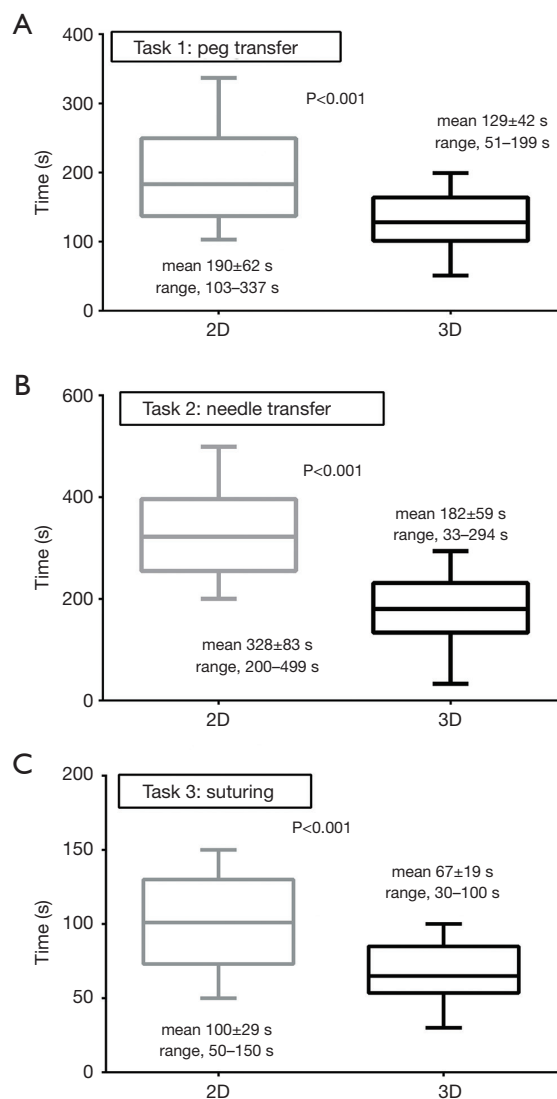 A
Task 1: peg transfer
400
300
200
100
0
Time (s)
P<0.001
mean 129±42 s
range, 51–199 s
mean 190±62 s
range, 103–337 s
2D
3D
B
Task 2: needle transfer
600
400
200
0
Time (s)
P<0.001
mean 182±59 s
range, 33–294 s
mean 328±83 s
range, 200–499 s
2D
3D
C
Task 3: suturing
200
150
100
50
0
Time (s)
P<0.001
mean 67±19 s
range, 30–100 s
mean 100±29 s
range, 50–150 s
2D
3D